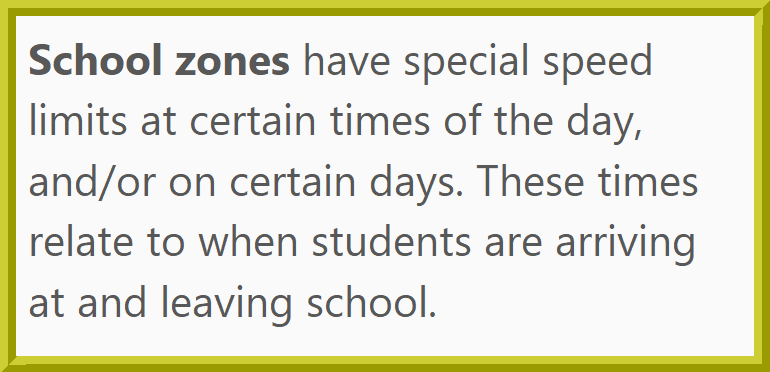 School zones have special speed
limits at certain times of the day,
and/or on certain days. These times
relate to when students are arriving
at and leaving school.